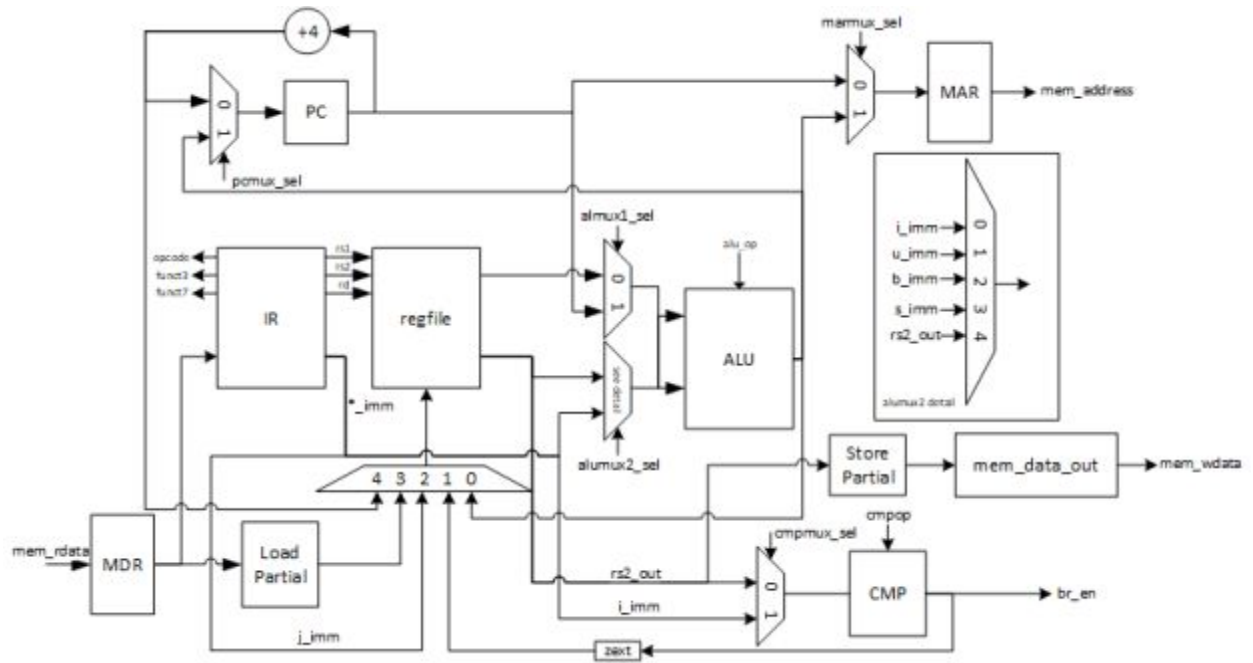 +4
marmux_sel
0
1
PC
0
1
MAR
mem_address
pcmux_sel
almux1_sel
alu_op
i_imm
u_imm
b_imm
s_imm
rs2_out
0
1
2
3
4
alumux2 detail
opcode
funct3
funct7
IR
rs1
rs2
rd
regfile
0
1
see detail
ALU
*_imm
alumux2_sel
Store
Partial
mem_data_out
mem_wdata
4 3 2 1 0
mem_rdata
MDR
Load
Partial
cmpmux_sel
cmpop
rs2_out
i_imm
0
1
CMP
br_en
j_imm
zext